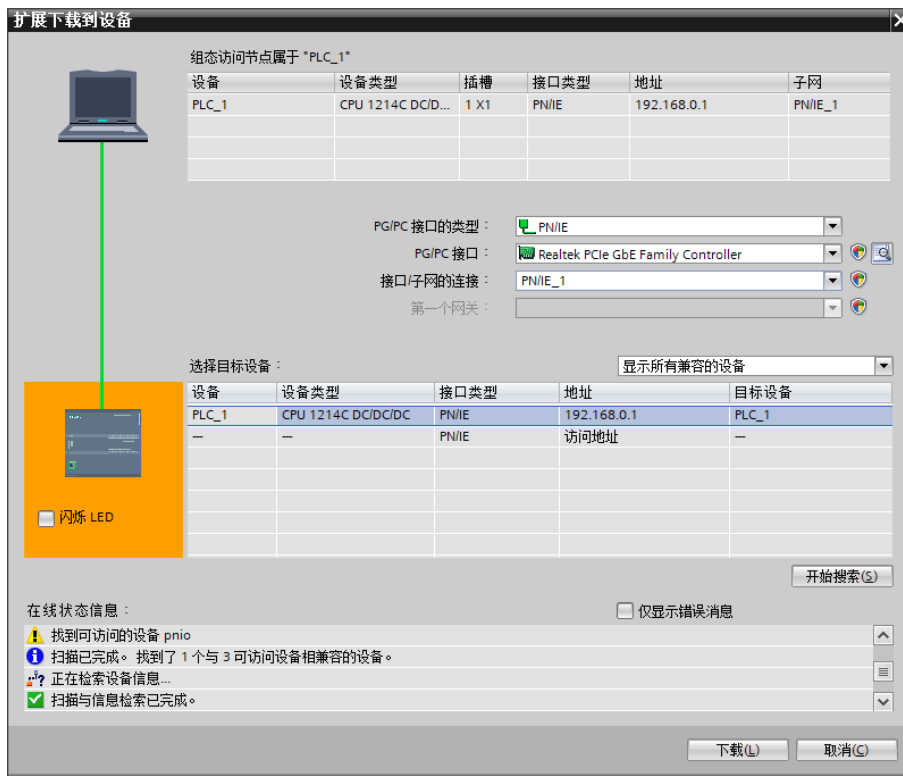 扩展下载到设备
组态访问节点属于 "PLC_1"
设备 设备类型 插槽 接口类型 地址 子网
PLC_1 CPU 1214C DC/D... 1 X1 PN/IE 192.168.0.1 PN/IE_1
PG/PC 接口的类型： PN/IE
PG/PC 接口： Realtek PCIe GbE Family Controller
接口/子网的连接： PN/IE_1
第一个网关：
选择目标设备： 显示所有兼容的设备
设备 设备类型 接口类型 地址 目标设备
PLC_1 CPU 1214C DC/DC/DC PN/IE 192.168.0.1 PLC_1
— — PN/IE 访问地址 —
闪烁 LED
开始搜索(S)
在线状态信息： 仅显示错误消息
找到可访问的设备 pnio
扫描已完成。 找到了 1 个与 3 可访问设备相兼容的设备。
正在检索设备信息...
扫描与信息检索已完成。
下载(L) 取消(C)